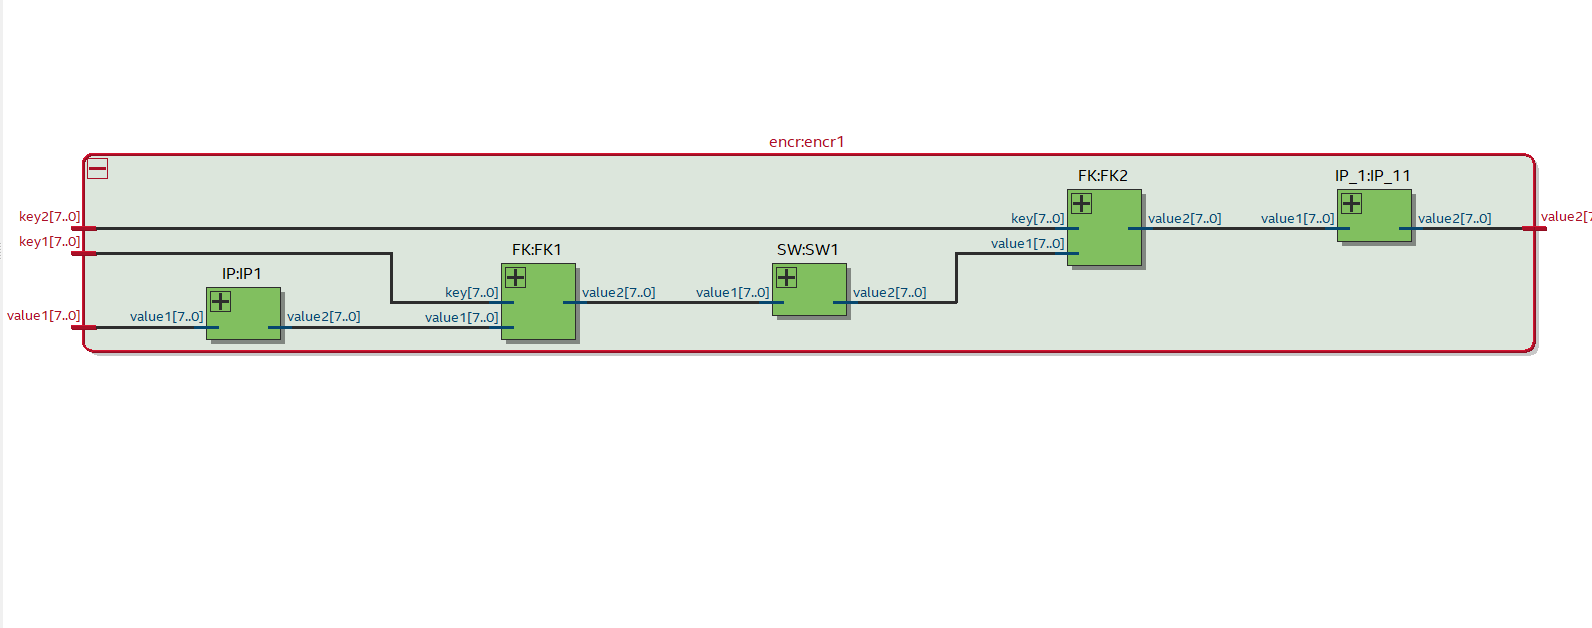 encr:encr1
FK:FK2
IP_1:IP_11
key2[7..0]
key[7..0]
value2[7..0]
value1[7..0]
value2[7..0]
value2[7
key1[7..0]
value1[7..0]
FK:FK1
SW:SW1
IP:IP1
key[7..0]
value2[7..0]
value1[7..0]
value2[7..0]
value1[7..0]
value1[7..0]
value2[7..0]
value1[7..0]